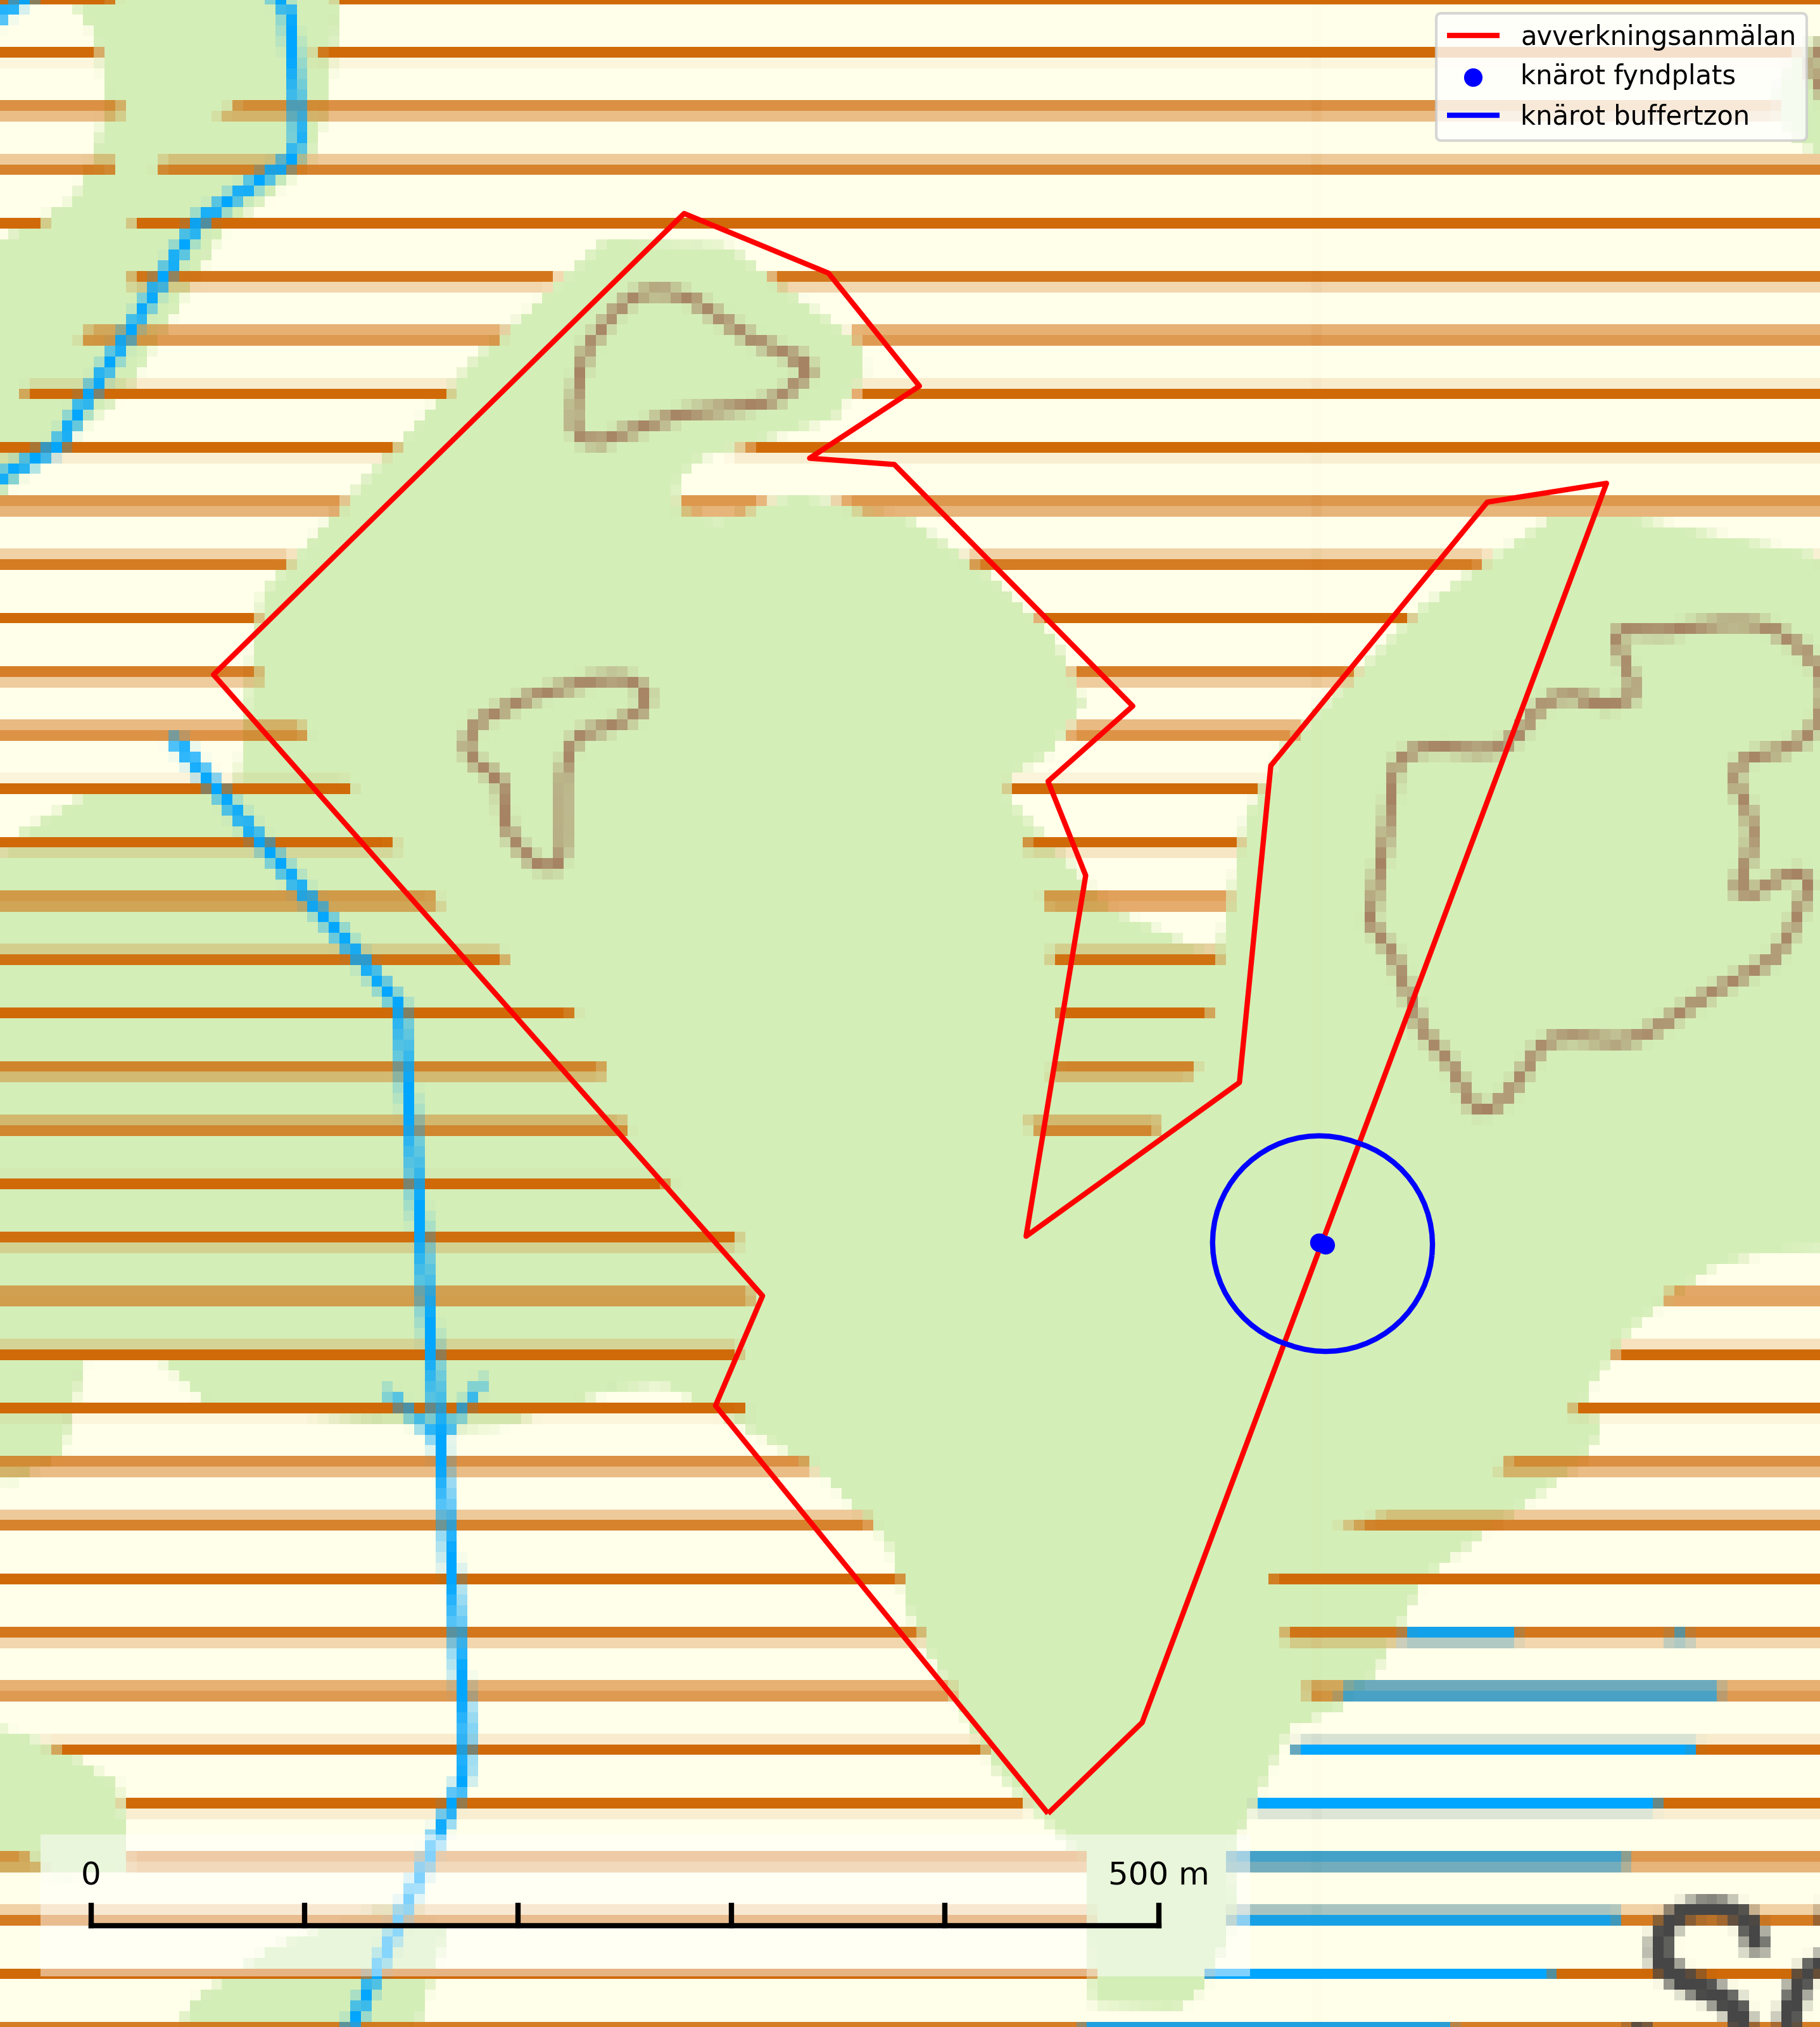 avverkningsanmälan
knärot fyndplats
knärot buffertzon
0 500 m